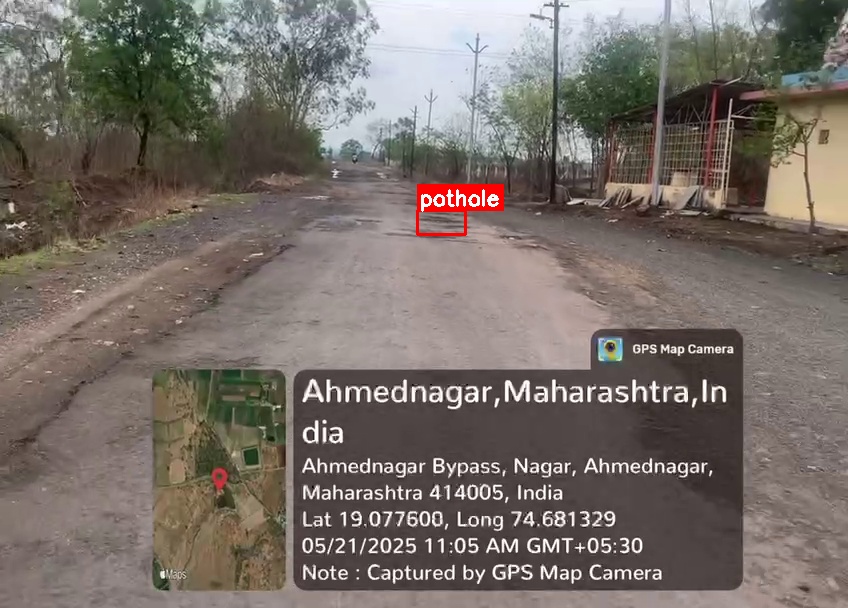 pothole
GPS Map Camera
Ahmednagar,Maharashtra,In
dia
Ahmednagar Bypass, Nagar, Ahmednagar,
Maharashtra 414005, India
Lat 19.077600, Long 74.681329
05/21/2025 11:05 AM GMT+05:30
Note : Captured by GPS Map Camera
Maps